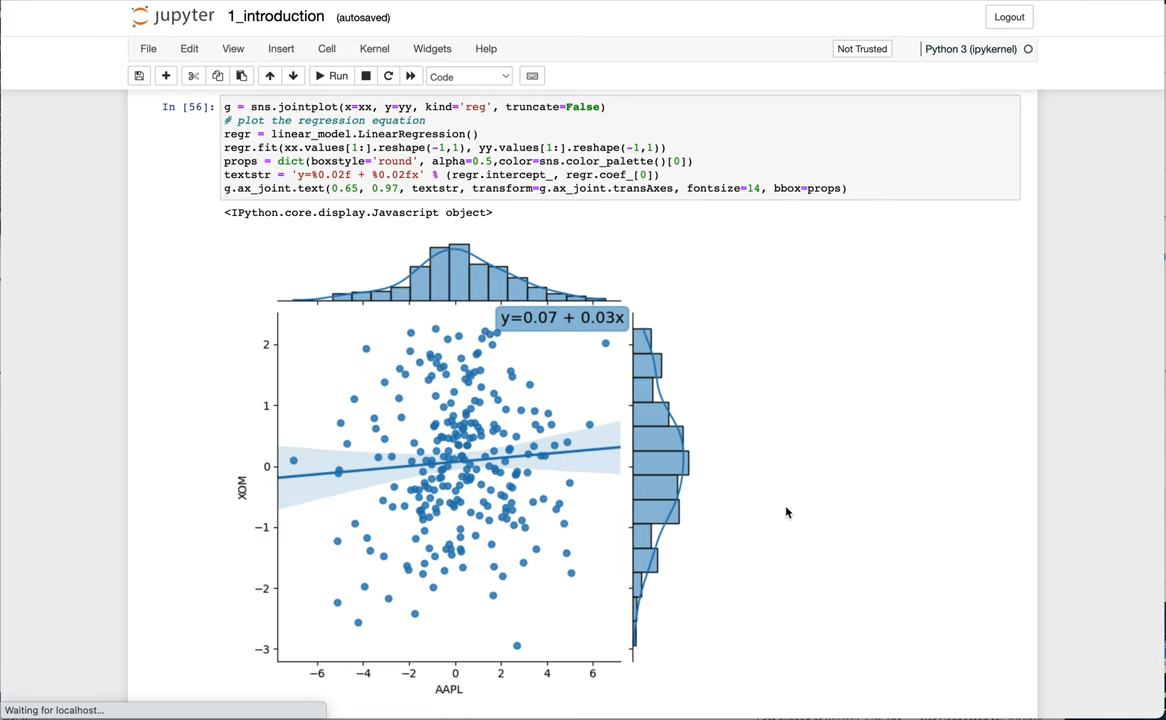 jupyter 1_introduction (autosaved) Logout
File Edit View Insert Cell Kernel Widgets Help Not Trusted Python 3 (ipykernel)
Run Code
In [56]: g = sns.jointplot(x=xx, y=yy, kind='reg', truncate=False)
# plot the regression equation
regr = linear_model.LinearRegression()
regr.fit(xx.values[1:].reshape(-1,1), yy.values[1:].reshape(-1,1))
props = dict(boxstyle='round', alpha=0.5,color=sns.color_palette()[0])
textstr = 'y=%0.02f + %0.02fx' % (regr.intercept_, regr.coef_[0])
g.ax_joint.text(0.65, 0.97, textstr, transform=g.ax_joint.transAxes, fontsize=14, bbox=props)
<IPython.core.display.Javascript object>
y=0.07 + 0.03x
2
1
0
−1
−2
−3
XOM
−6 −4 −2 0 2 4 6
AAPL
Waiting for localhost...